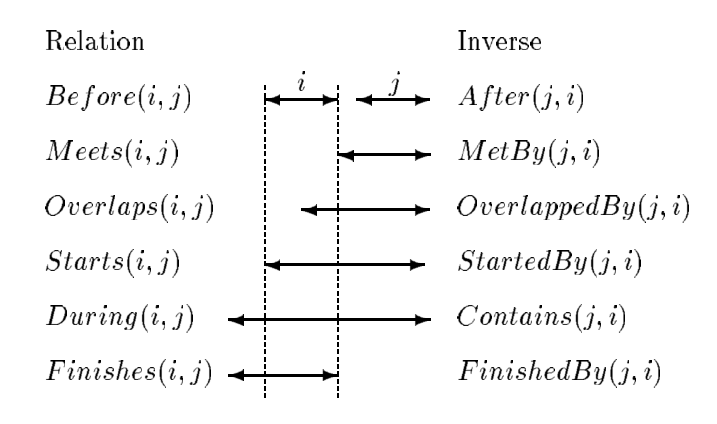 Relation Inverse
Before(i, j) i j After(j, i)
Meets(i, j) MetBy(j, i)
Overlaps(i, j) OverlappedBy(j, i)
Starts(i, j) StartedBy(j, i)
During(i, j) Contains(j, i)
Finishes(i, j) FinishedBy(j, i)